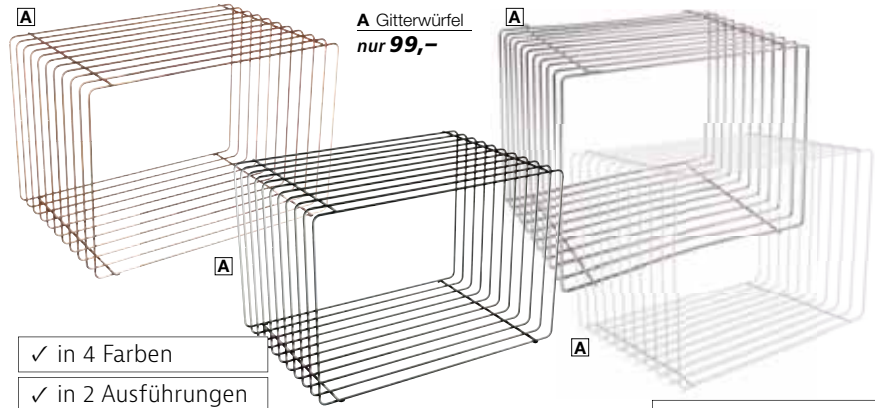 A
A Gitterwürfel
nur 99,–
A
A
A
✓ in 4 Farben
✓ in 2 Ausführungen